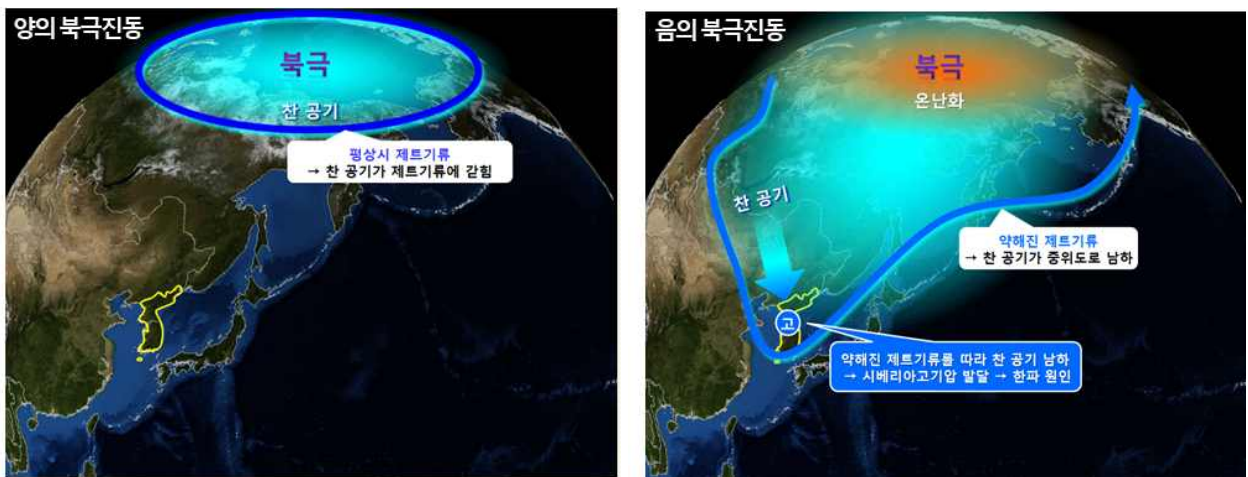 양의 북극진동
북극
찬 공기
평상시 제트기류
→ 찬 공기가 제트기류에 갇힘
음의 북극진동
북극
온난화
찬 공기
약해진 제트기류
→ 찬 공기가 중위도로 남하
고
약해진 제트기류를 따라 찬 공기 남하
→ 시베리아고기압 발달 → 한파 원인